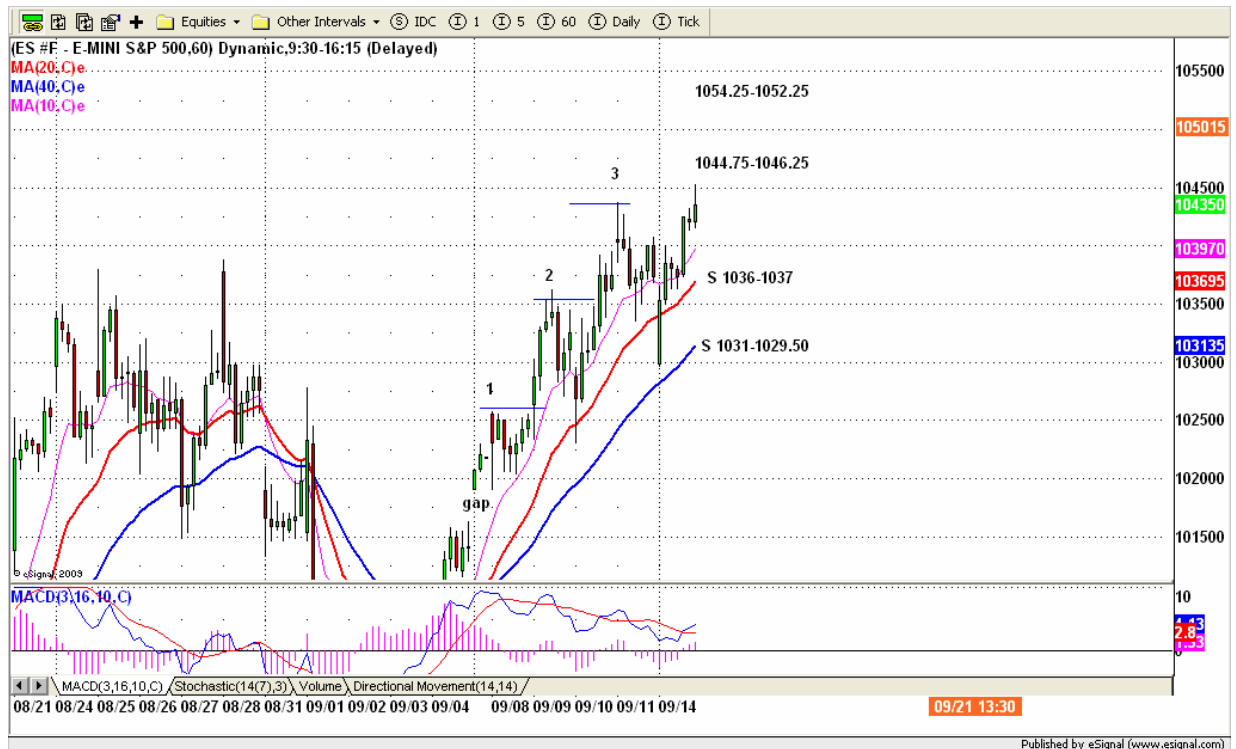 Equities Other Intervals S IDC I 1 I 5 I 60 I Daily I Tick
(ES #F - E-MINI S&P 500,60) Dynamic,9:30-16:15 (Delayed)
MA(20,C)e
MA(40,C)e
MA(10,C)e
105500
1054.25-1052.25
105015
1044.75-1046.25
3
104500
104350
103970
2
S 1036-1037
103695
103500
S 1031-1029.50
103135
103000
1
102500
102000
gap
101500
© eSignal, 2009
MACD(3,16,10,C)
10
2.8
0
MACD(3,16,10,C) Stochastic(14(7),3) Volume Directional Movement(14,14)
08/21 08/24 08/25 08/26 08/27 08/28 08/31 09/01 09/02 09/03 09/04 09/08 09/09 09/10 09/11 09/14 09/21 13:30
Published by eSignal (www.esignal.com)